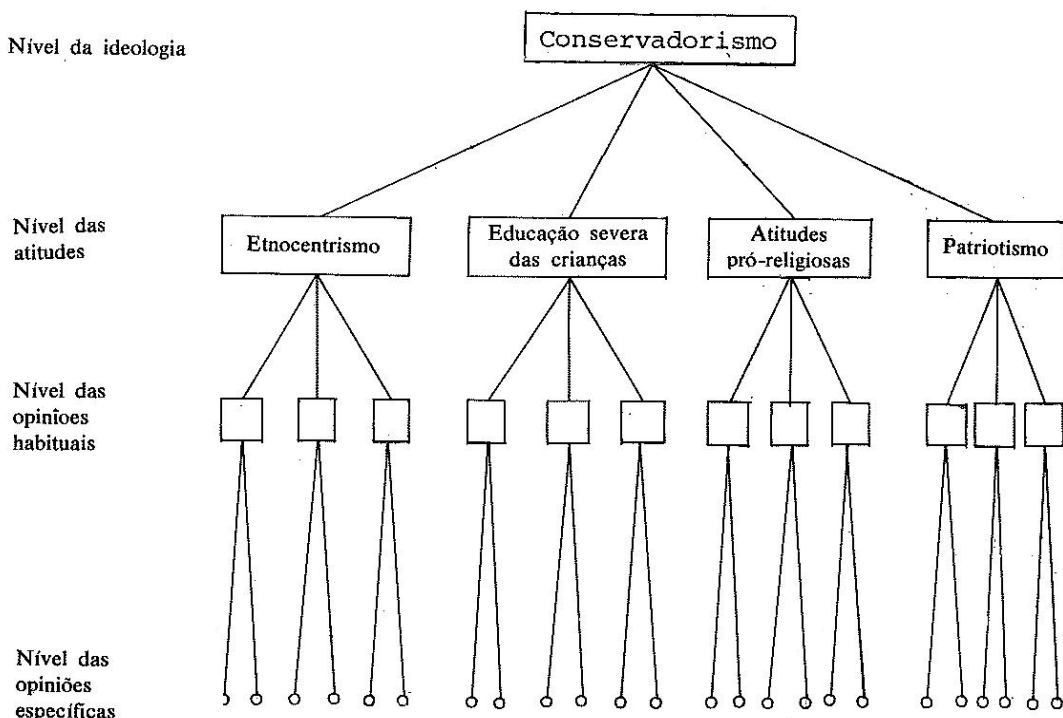 Nível da ideologia
Conservadorismo
Nível das
atitudes
Etnocentrismo
Educação severa
das crianças
Atitudes
pró-religiosas
Patriotismo
Nível das
opinîoes
habituais
Nível das
opiniões
específicas